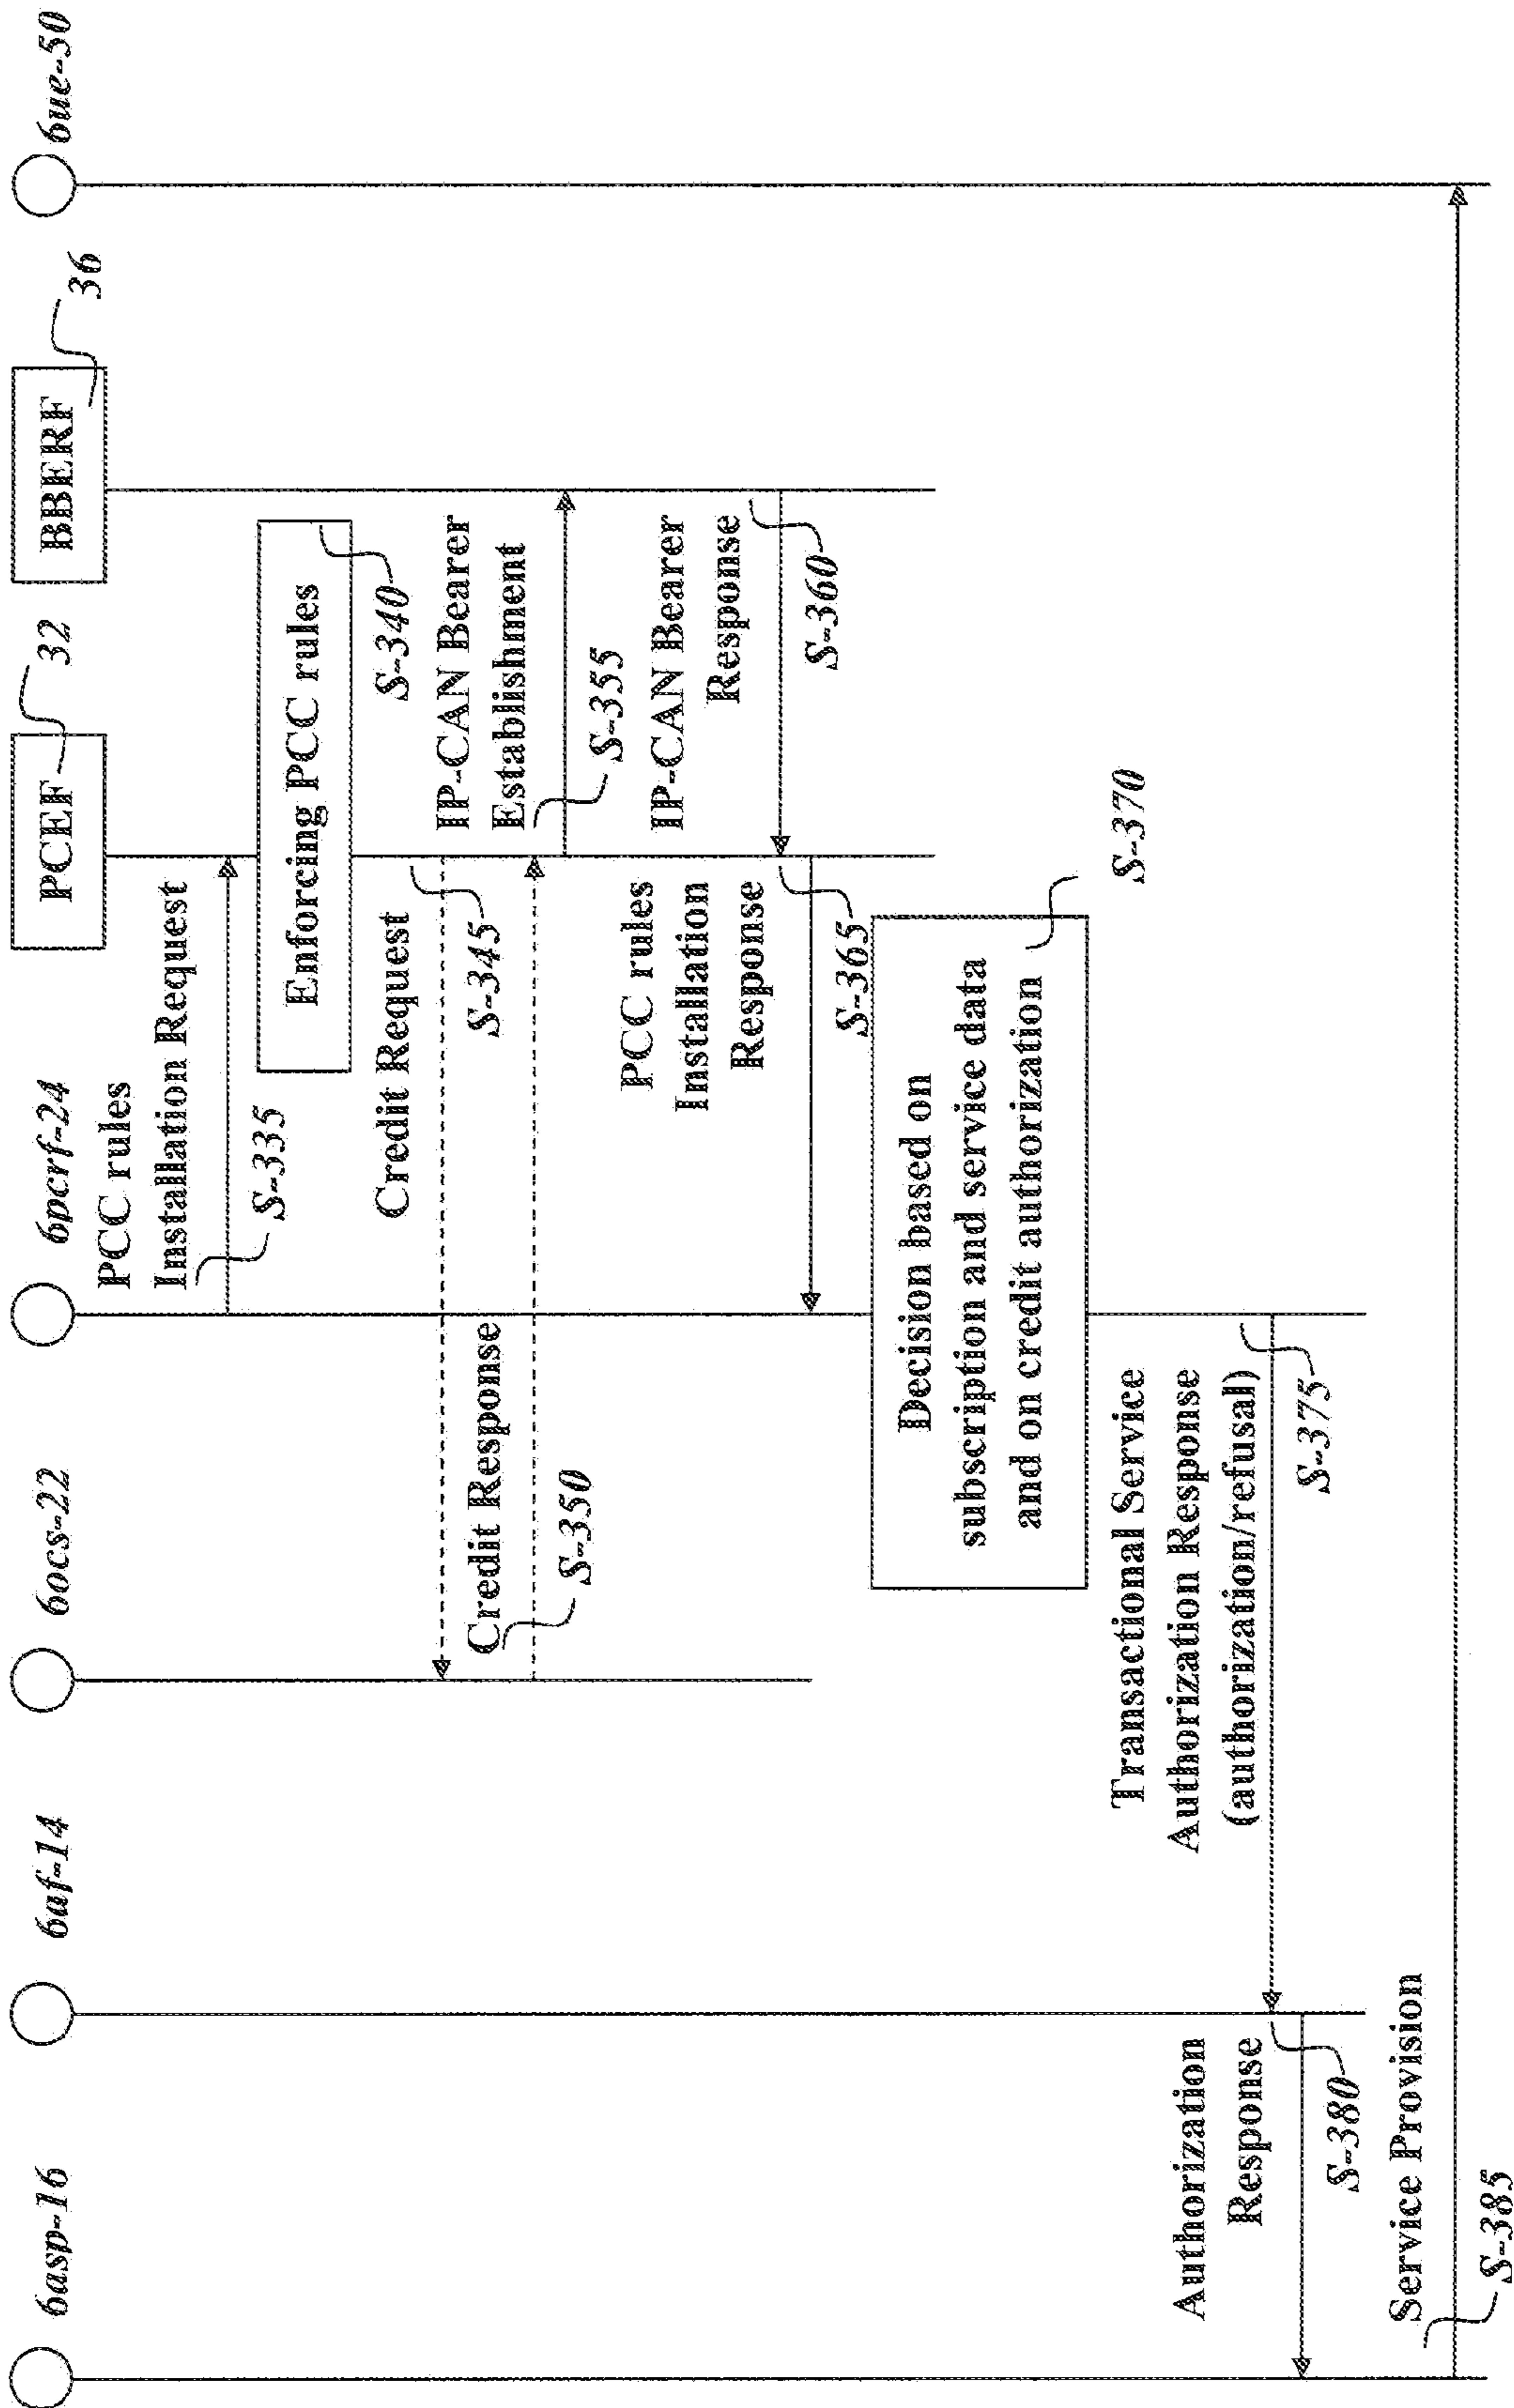 6asp-16
6af-14
6ocs-22
6pcrf-24
PCEF
32
BBERF
36
6ue-50
PCC rules
Installation Request
S-335
Enforcing PCC rules
S-340
Credit Request
S-345
Credit Response
S-350
IP-CAN Bearer
Establishment
S-355
IP-CAN Bearer
Response
S-360
PCC rules
Installation
Response
S-365
Decision based on
subscription and service data
and on credit authorization
S-370
Transactional Service
Authorization Response
(authorization/refusal)
S-375
Authorization
Response
S-380
Service Provision
S-385